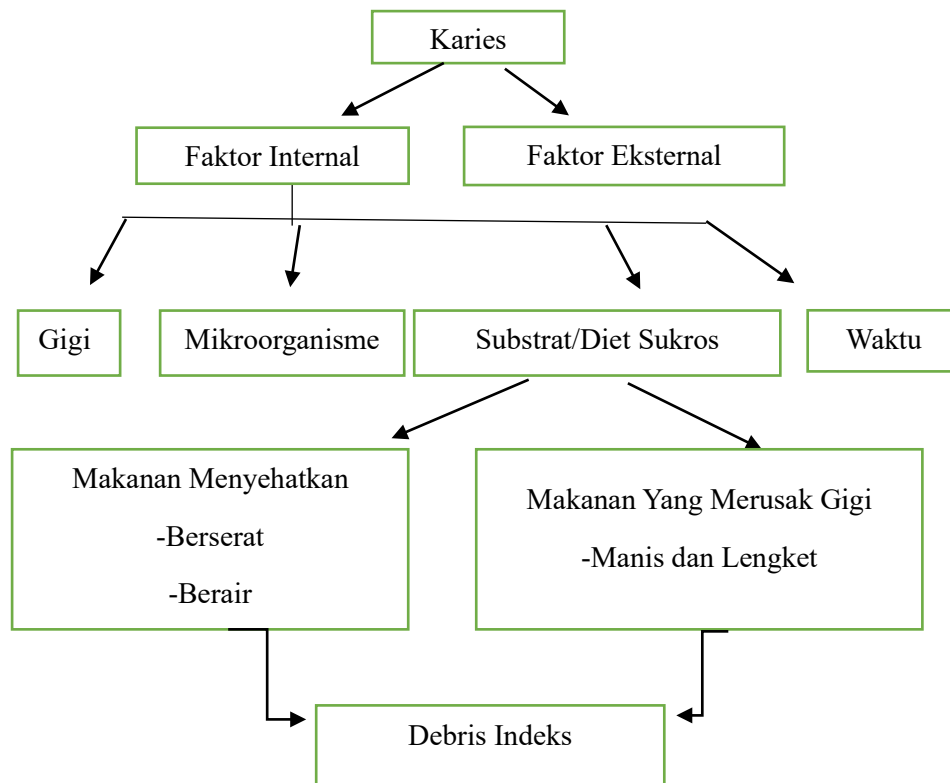 Karies
Faktor Internal
Faktor Eksternal
Gigi
Mikroorganisme
Substrat/Diet Sukros
Waktu
Makanan Menyehatkan
-Berserat
-Berair
Makanan Yang Merusak Gigi
-Manis dan Lengket
Debris Indeks